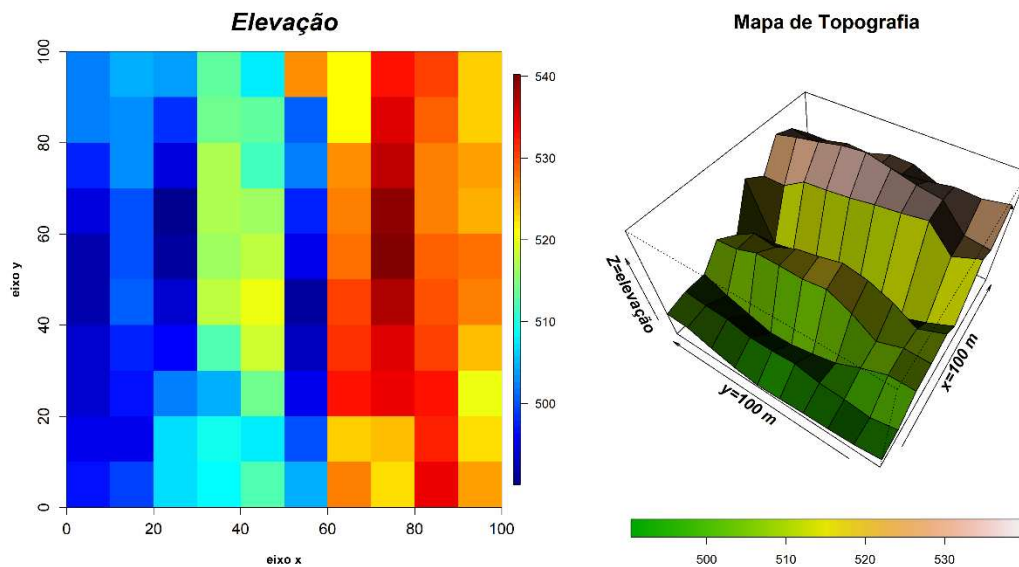 Elevação
100
80
60
40
20
0
eixo y
0 20 40 60 80 100
eixo x
540
530
520
510
500
Mapa de Topografia
Z=elevação
y=100 m
x=100 m
500 510 520 530